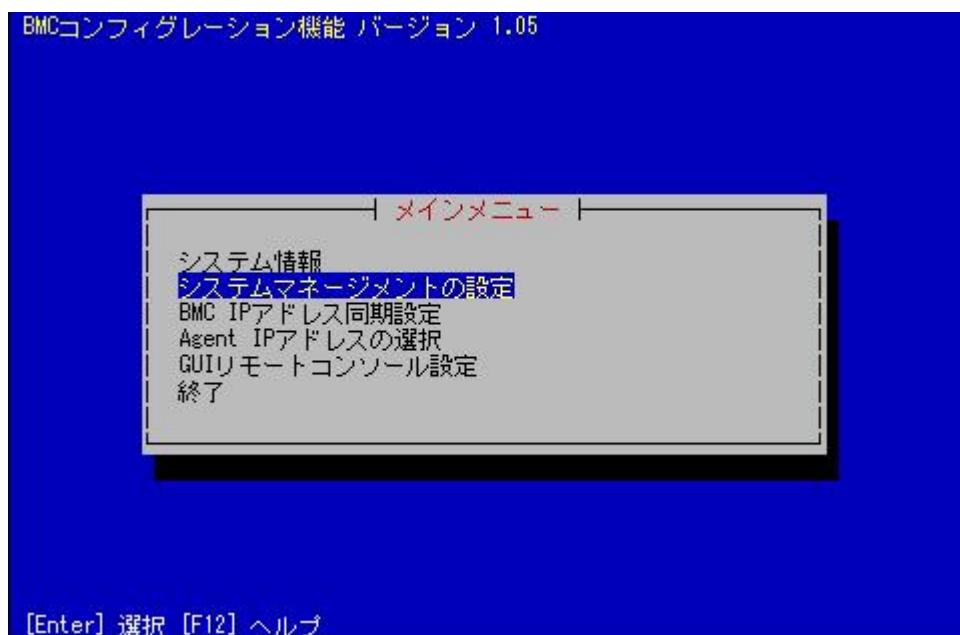 BMCコンフィグレーション機能 バージョン 1.05
メインメニュー
システム情報
システムマネージメントの設定
BMC IPアドレス同期設定
Agent IPアドレスの選択
GUIリモートコンソール設定
終了
[Enter] 選択 [F12] ヘルプ